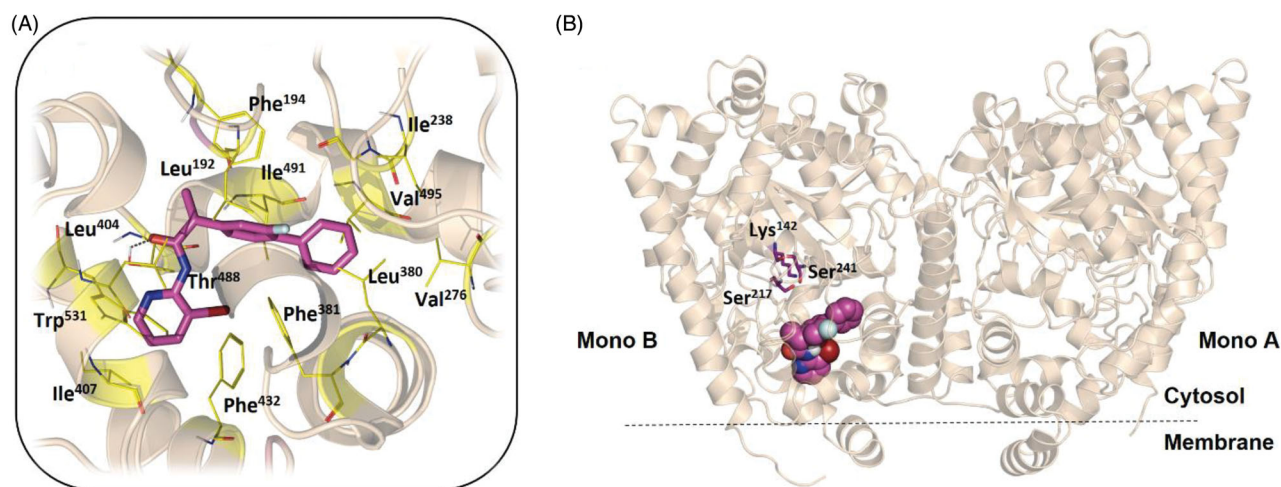 (A)
Phe194
Ile238
Leu192
Ile491
Val495
Leu404
Thr488
Leu380
Val276
Trp531
Phe381
Ile407
Phe432
(B)
Lys142
Ser241
Ser217
Mono B
Mono A
Cytosol
Membrane